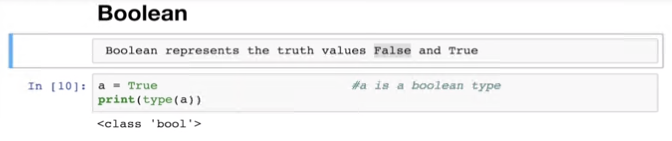 Boolean
Boolean represents the truth values False and True
In [10]: a = True #a is a boolean type
print(type(a))
<class 'bool'>